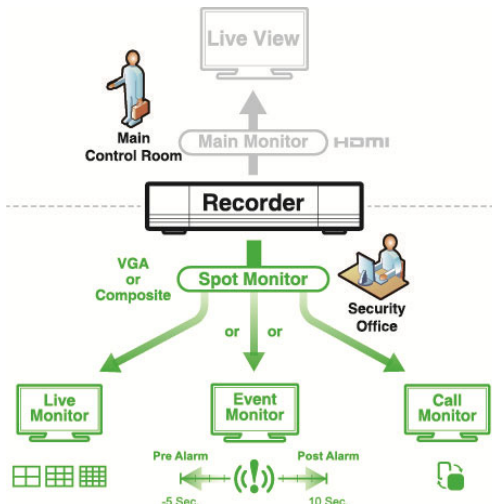 Live View
Main
Control Room
Main Monitor
HDMI
Recorder
VGA
or
Composite
Spot Monitor
Security
Office
or
or
Live
Monitor
Event
Monitor
Call
Monitor
Pre Alarm
Post Alarm
-5 Sec.
10 Sec.